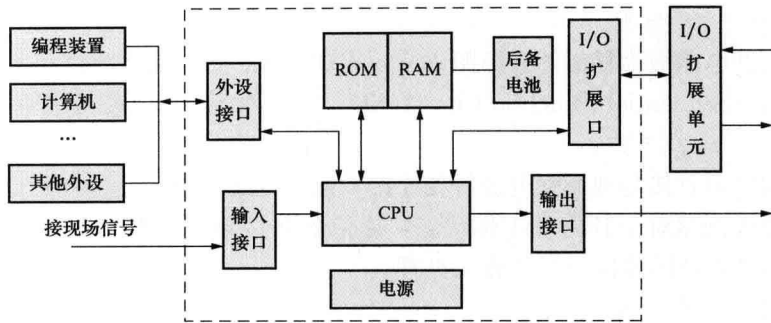 编程装置
计算机
…
其他外设
接现场信号
外设
接口
输入
接口
ROM
RAM
后备
电池
CPU
电源
I/O
扩
展
口
输出
接口
I/O
扩
展
单
元